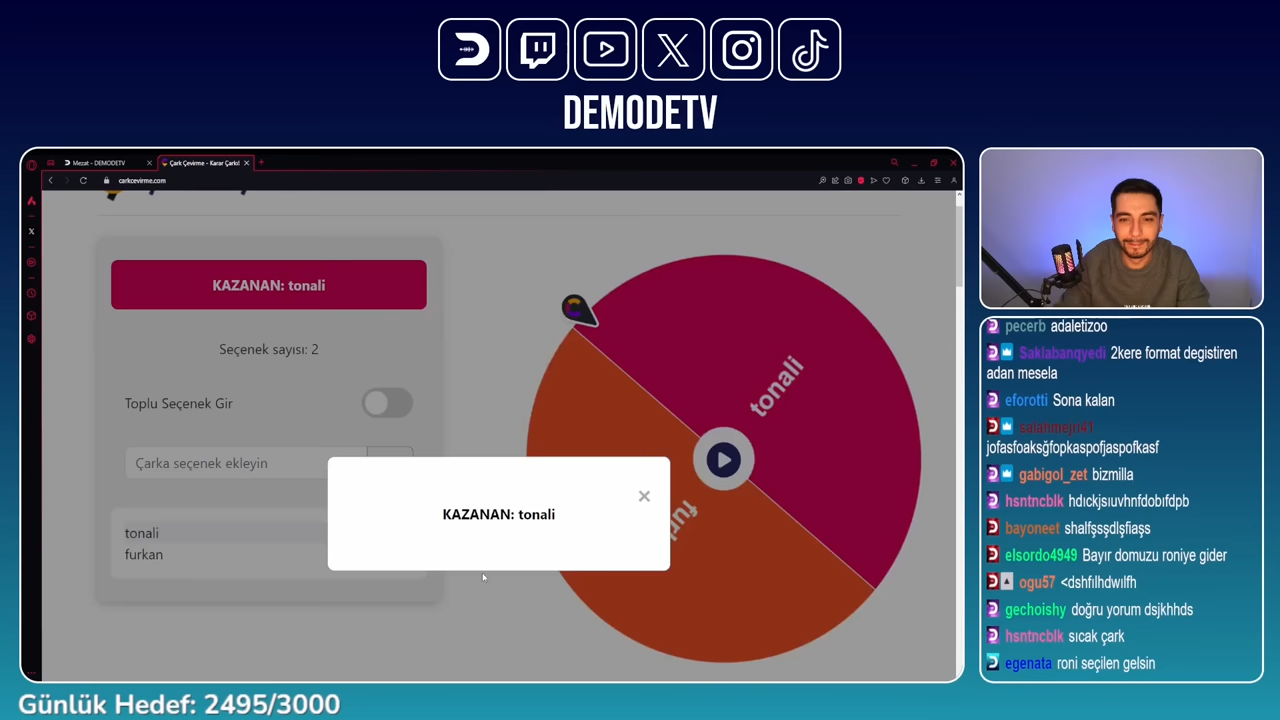 DEMODETV
Mezat - DEMODETV
Çark Çevirme - Karar Çarkı!
carkcevirme.com
KAZANAN: tonali
Seçenek sayısı: 2
Toplu Seçenek Gir
Çarka seçenek ekleyin
tonali
furkan
tonali
KAZANAN: tonali
pecerb adaletizoo
Saklabanqyedi 2kere format degistiren
adan mesela
eforotti Sona kalan
jofasfoaksğfopkaspofjaspofkasf
gabigol_zet bizmilla
hsntncblk hdıckjsıuvhnfdobıfdpb
bayoneet shalfşsşdlşfiaşs
elsordo4949 Bayır domuzu roniye gider
ogu57 <dshfılhdwılfh
gechoishy doğru yorum dsjkhhds
hsntncblk sıcak çark
egenata roni seçilen gelsin
Günlük Hedef: 2495/3000